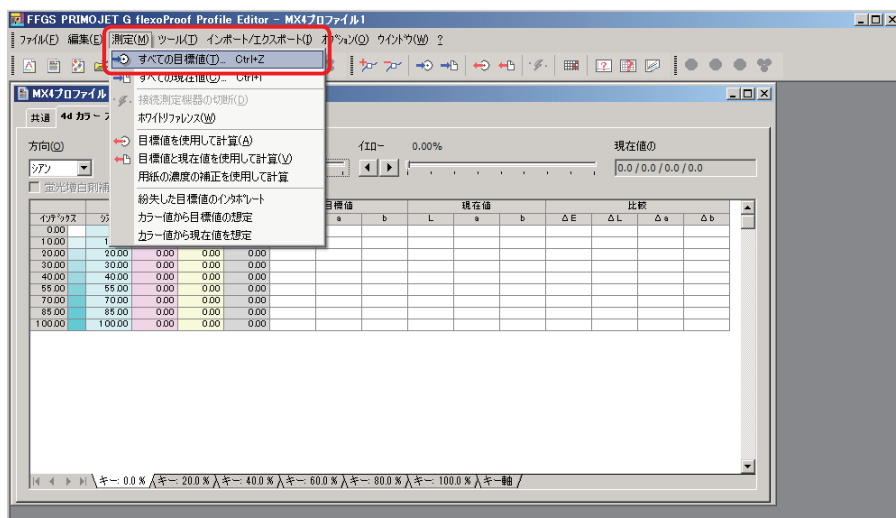 FFGS PRIMOJET G flexoProof Profile Editor - MX4プロファイル1
ファイル(F) 編集(E) 測定(M) ツール(T) インポート/エクスポート(I) オプション(O) ウインドウ(W) ?
すべての目標値(T)... Ctrl+Z
すべての現在値(C)... Ctrl+T
接続測定機器の切断(D)
ホワイトリファレンス(W)
目標値を使用して計算(A)
目標値と現在値を使用して計算(V)
用紙の濃度の補正を使用して計算
紛失した目標値のインタポレート
カラー値から目標値の想定
カラー値から現在値を想定
MX4プロファイル
共通 4d カラー
方向(O) イエロー 0.00% 現在値の
シアン 0.0 / 0.0 / 0.0 / 0.0
蛍光増白剤補
目標値 現在値 比較
インデックス a b L a b ΔE ΔL Δa Δb
0.00
10.00
20.00 20.00 0.00 0.00 0.00
30.00 30.00 0.00 0.00 0.00
40.00 40.00 0.00 0.00 0.00
55.00 55.00 0.00 0.00 0.00
70.00 70.00 0.00 0.00 0.00
85.00 85.00 0.00 0.00 0.00
100.00 100.00 0.00 0.00 0.00
キー: 0.0 % キー: 20.0 % キー: 40.0 % キー: 60.0 % キー: 80.0 % キー: 100.0 % キー軸